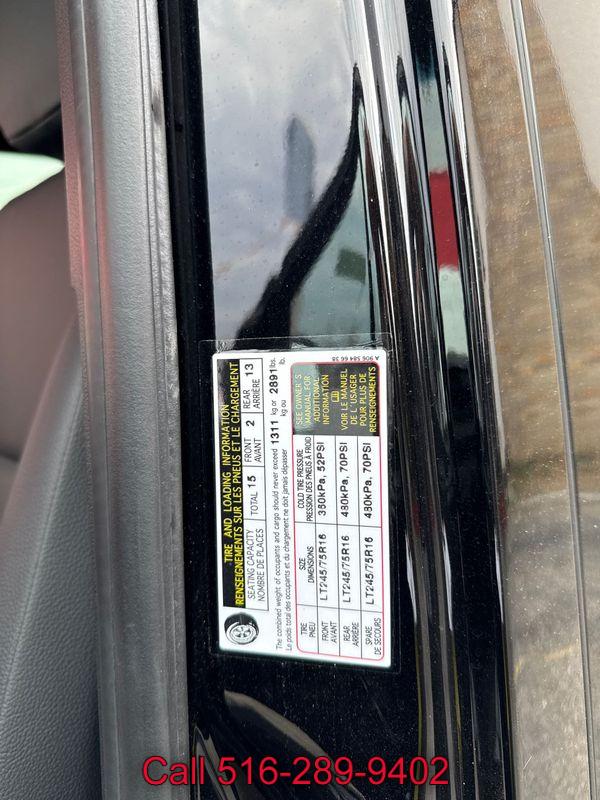 TIRE AND LOADING INFORMATION
RENSEIGNEMENTS SUR LES PNEUS ET LE CHARGEMENT
SEATING CAPACITY
NOMBRE DE PLACES
TOTAL 15
FRONT
AVANT
2
REAR
ARRIÈRE
13
The combined weight of occupants and cargo should never exceed 1311 kg or 2891 lbs.
Le poids total des occupants et du chargement ne doit jamais dépasser kg ou lb.
TIRE
PNEU
SIZE
DIMENSIONS
COLD TIRE PRESSURE
PRESSION DES PNEUS À FROID
FRONT
AVANT
LT245/75R16
360kPa, 52PSI
REAR
ARRIÈRE
LT245/75R16
480kPa, 70PSI
SPARE
DE SECOURS
LT245/75R16
480kPa, 70PSI
SEE OWNER'S
MANUAL FOR
ADDITIONAL
INFORMATION
VOIR LE MANUEL
DE L'USAGER
POUR PLUS DE
RENSEIGNEMENTS
A 906 584 66 38
Call 516-289-9402